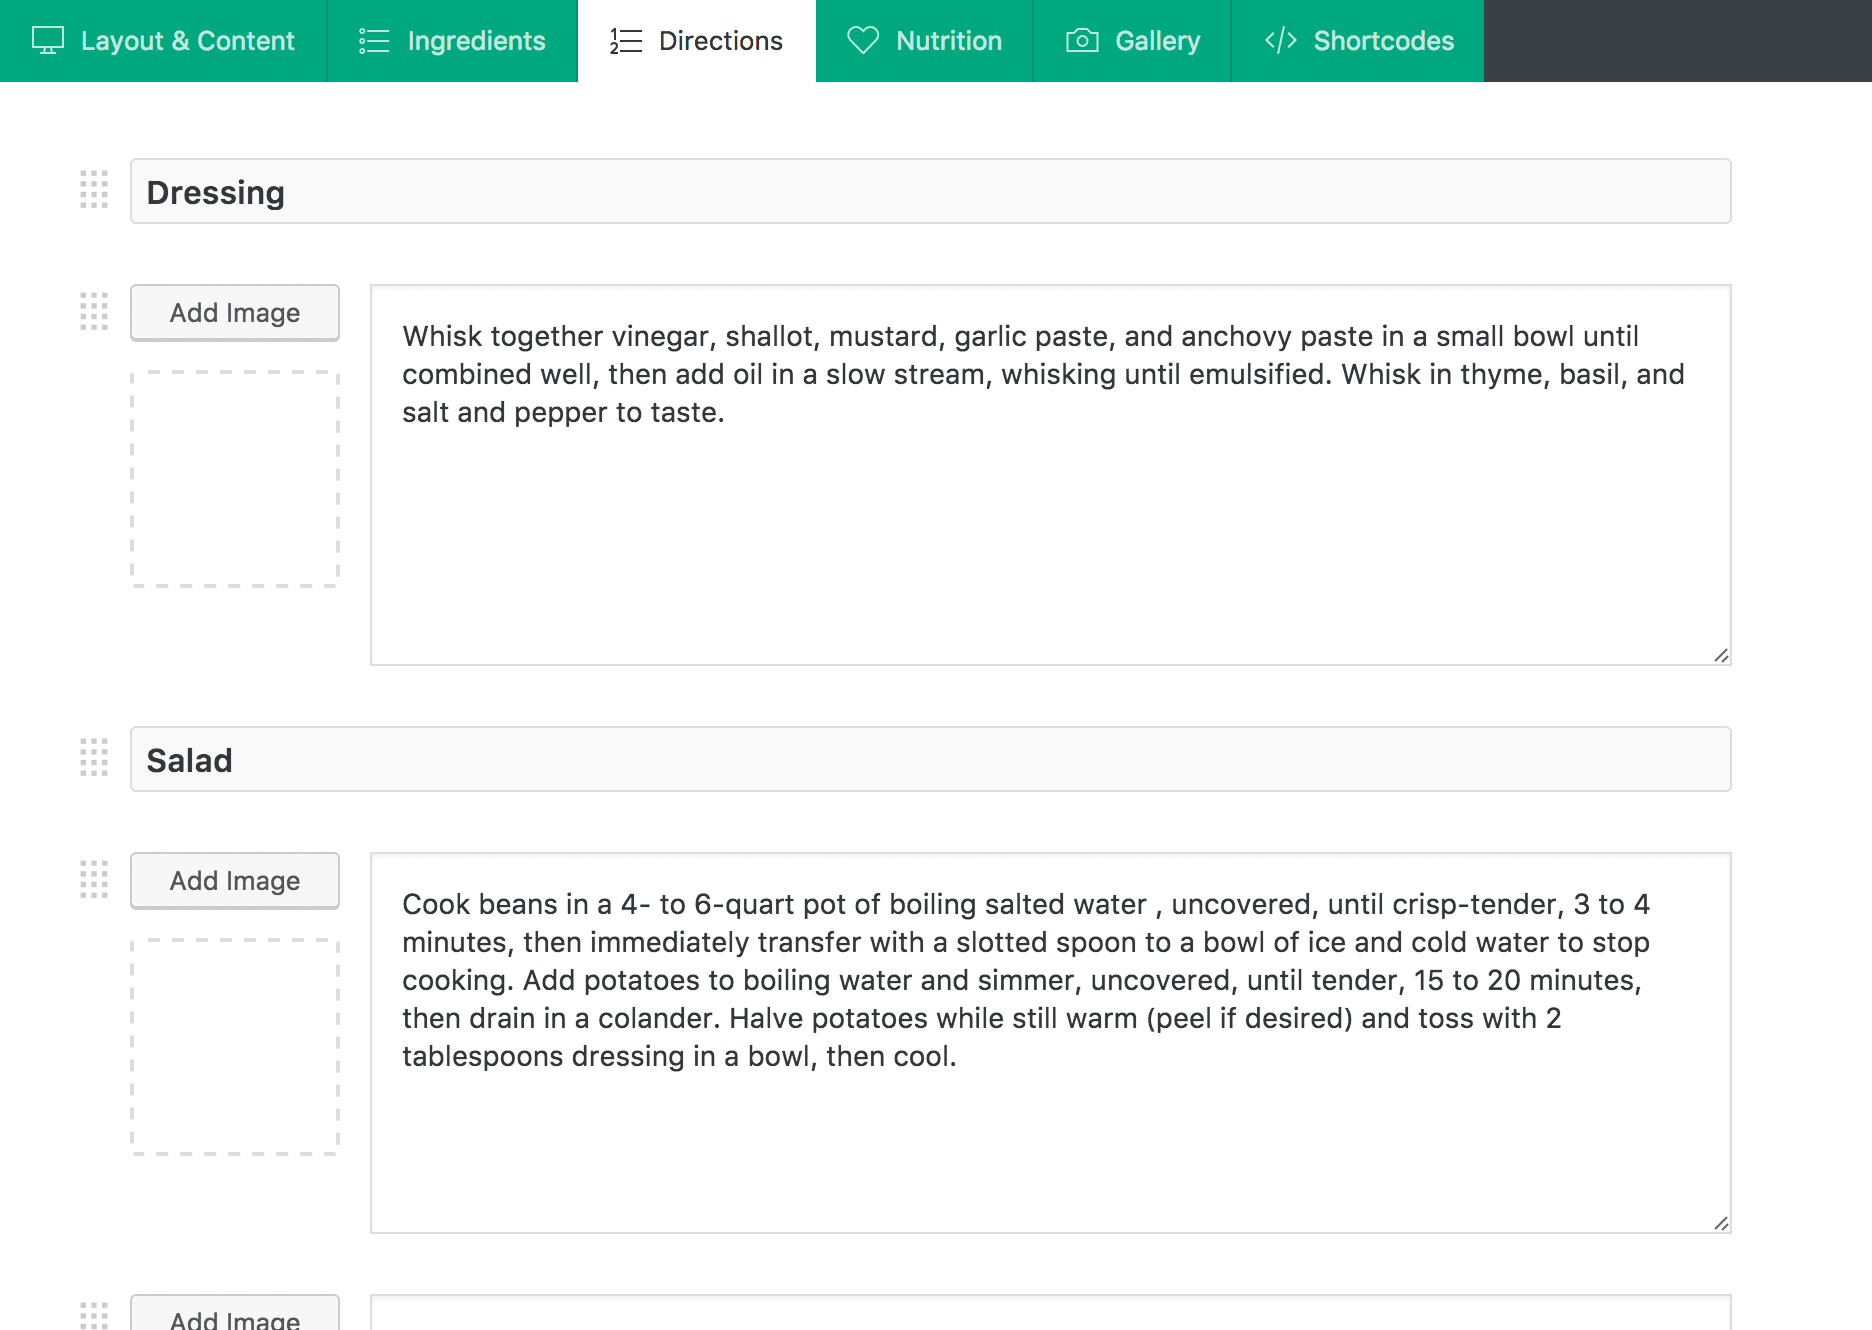 Layout & Content
Ingredients
Directions
Nutrition
Gallery
Shortcodes
Dressing
Add Image
Whisk together vinegar, shallot, mustard, garlic paste, and anchovy paste in a small bowl until
combined well, then add oil in a slow stream, whisking until emulsified. Whisk in thyme, basil, and
salt and pepper to taste.
Salad
Add Image
Cook beans in a 4- to 6-quart pot of boiling salted water , uncovered, until crisp-tender, 3 to 4
minutes, then immediately transfer with a slotted spoon to a bowl of ice and cold water to stop
cooking. Add potatoes to boiling water and simmer, uncovered, until tender, 15 to 20 minutes,
then drain in a colander. Halve potatoes while still warm (peel if desired) and toss with 2
tablespoons dressing in a bowl, then cool.
Add Image